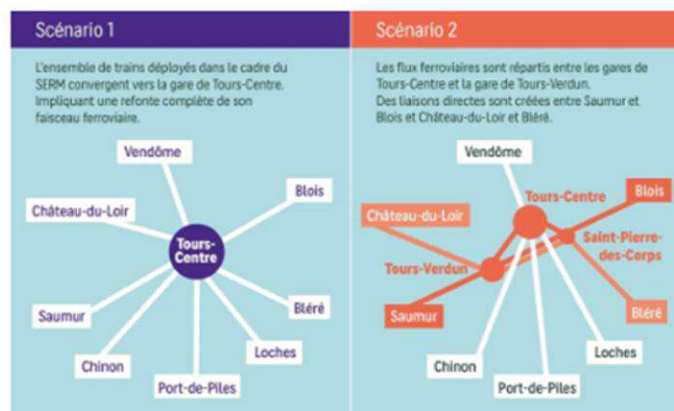 Scénario 1
L'ensemble de trains déployés dans le cadre du
SERM convergent vers la gare de Tours-Centre.
Impliquant une refonte complète de son
faisceau ferroviaire.
Vendôme
Blois
Château-du-Loir
Tours-
Centre
Saumur
Bléré
Chinon
Loches
Port-de-Piles
Scénario 2
Les flux ferroviaires sont répartis entre les gares de
Tours-Centre et la gare de Tours-Verdun.
Des liaisons directes sont créées entre Saumur et
Blois et Château-du-Loir et Bléré.
Vendôme
Tours-Centre
Blois
Château-du-Loir
Saint-Pierre-
des-Corps
Tours-Verdun
Saumur
Bléré
Chinon
Loches
Port-de-Piles